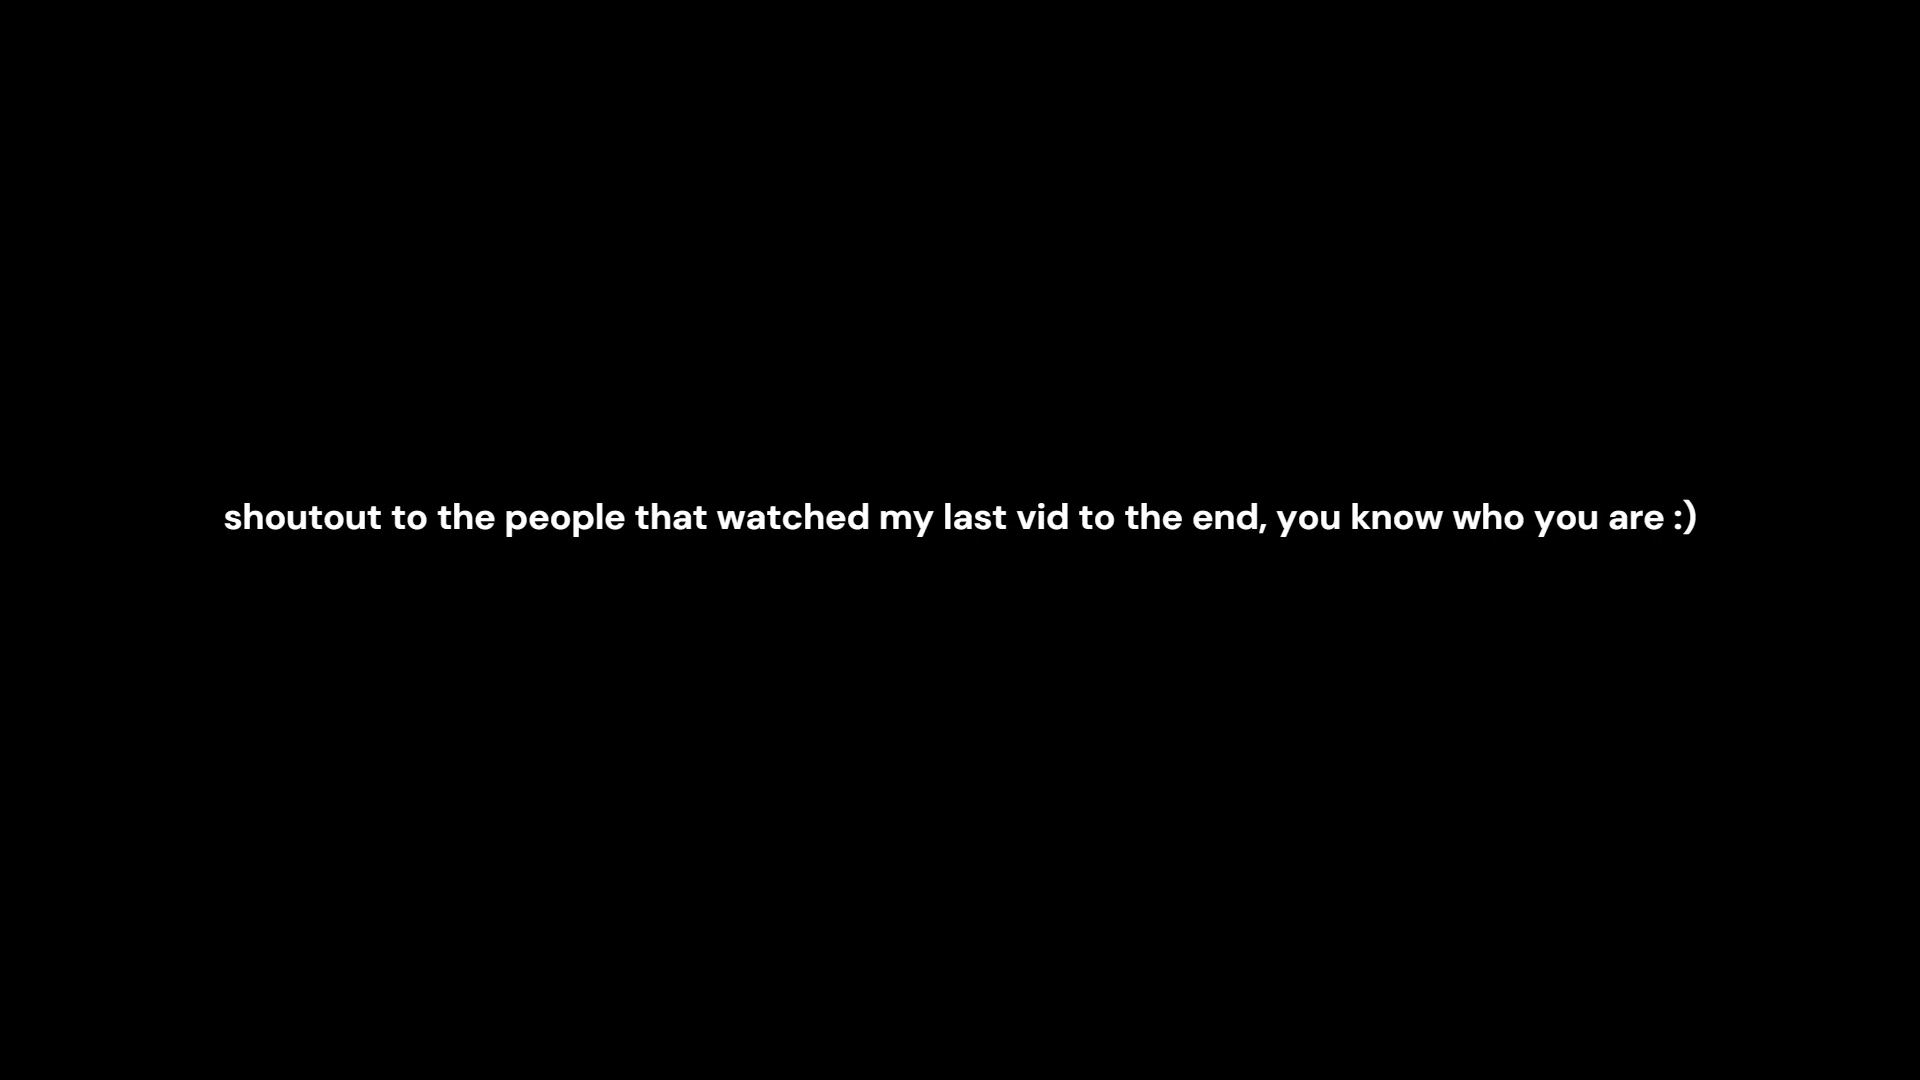 shoutout to the people that watched my last vid to the end, you know who you are :)